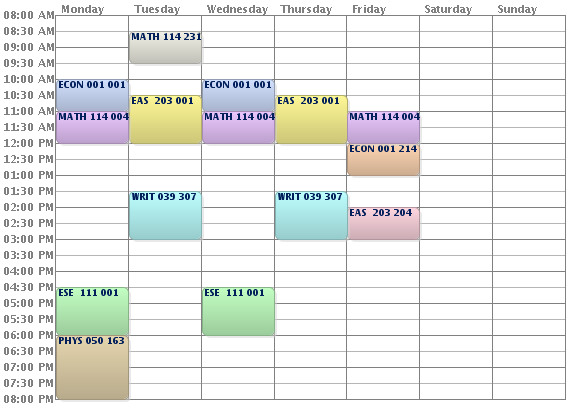 Monday Tuesday Wednesday Thursday Friday Saturday Sunday
08:00 AM
08:30 AM MATH 114 231
09:00 AM
09:30 AM
10:00 AM ECON 001 001 ECON 001 001
10:30 AM EAS 203 001 EAS 203 001
11:00 AM MATH 114 004 MATH 114 004 MATH 114 004
11:30 AM
12:00 PM ECON 001 214
12:30 PM
01:00 PM
01:30 PM WRIT 039 307 WRIT 039 307
02:00 PM EAS 203 204
02:30 PM
03:00 PM
03:30 PM
04:00 PM
04:30 PM ESE 111 001 ESE 111 001
05:00 PM
05:30 PM
06:00 PM PHYS 050 163
06:30 PM
07:00 PM
07:30 PM
08:00 PM